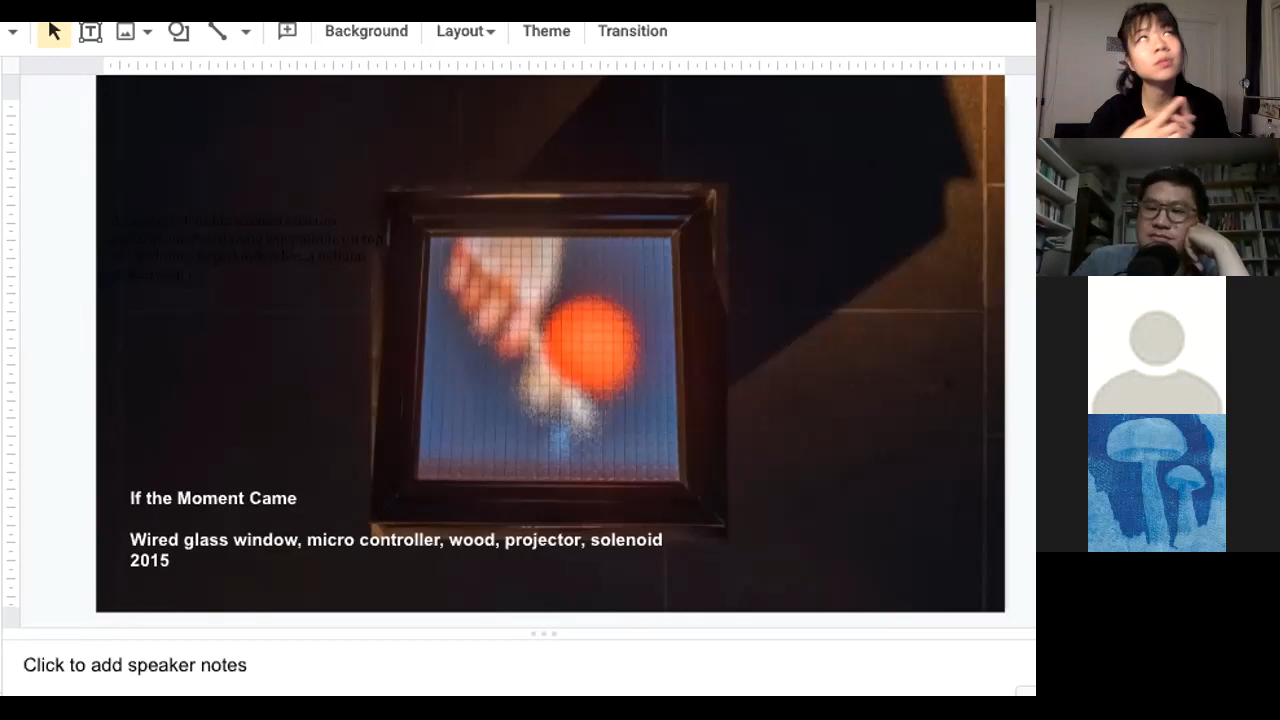 Background
Layout
Theme
Transition
If the Moment Came
Wired glass window, micro controller, wood, projector, solenoid
2015
Click to add speaker notes